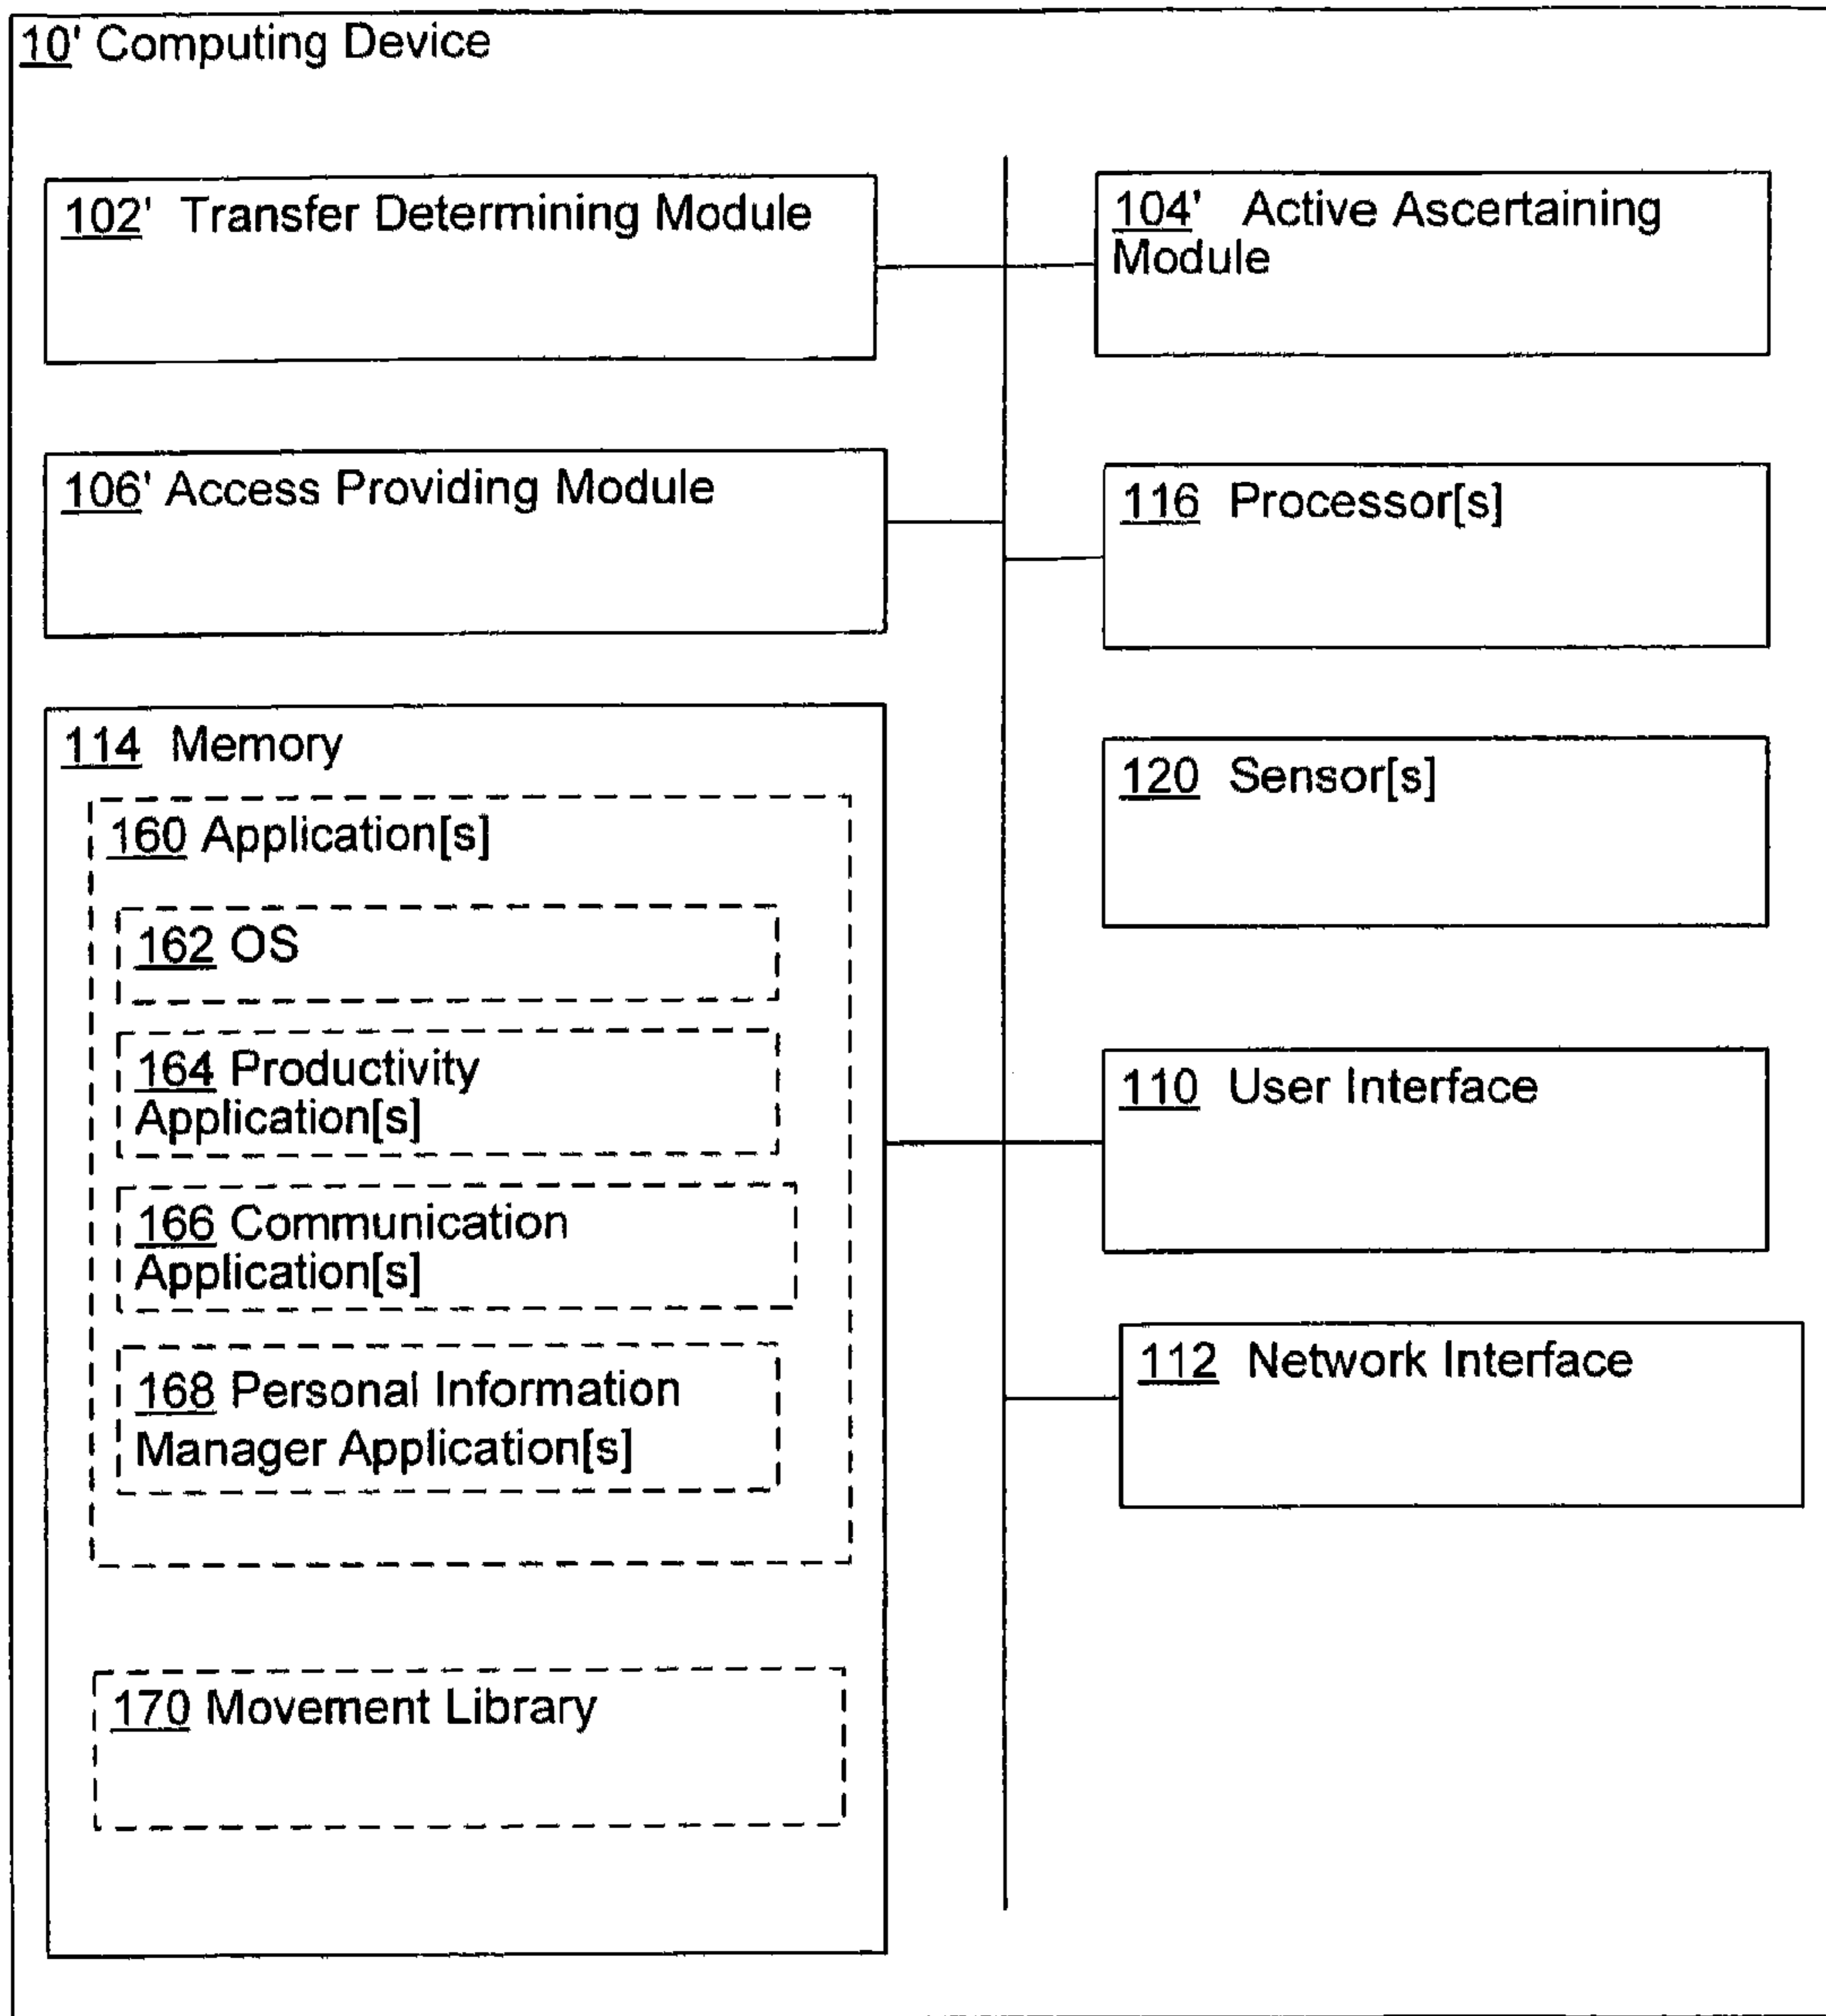 10' Computing Device
102' Transfer Determining Module
104' Active Ascertaining
Module
106' Access Providing Module
116 Processor[s]
114 Memory
120 Sensor[s]
160 Application[s]
162 OS
164 Productivity
Application[s]
110 User Interface
166 Communication
Application[s]
112 Network Interface
168 Personal Information
Manager Application[s]
170 Movement Library